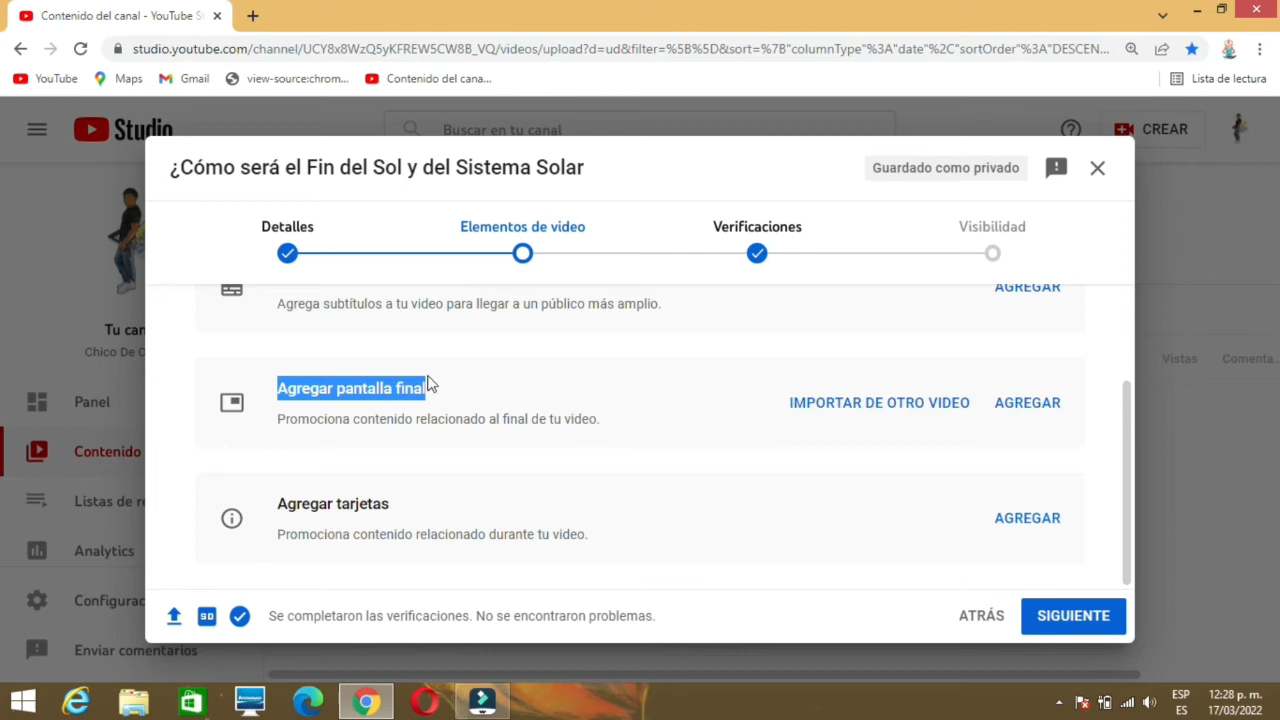 Contenido del canal - YouTube S
studio.youtube.com/channel/UCY8x8WzQ5yKFREW5CW8B_VQ/videos/upload?d=ud&filter=%5B%5D&sort=%7B"columnType"%3A"date"%2C"sortOrder"%3A"DESCEN...
YouTube
Maps
Gmail
view-source:chrom...
Contenido del cana...
Lista de lectura
Studio
Buscar en tu canal
CREAR
¿Cómo será el Fin del Sol y del Sistema Solar
Guardado como privado
Detalles
Elementos de video
Verificaciones
Visibilidad
Agrega subtítulos a tu video para llegar a un público más amplio.
AGREGAR
Tu can
Chico De C
Vistas
Comenta...
Agregar pantalla final
Promociona contenido relacionado al final de tu video.
IMPORTAR DE OTRO VIDEO
AGREGAR
Panel
Contenido
Listas de re
Analytics
Configurac
Enviar comentarios
Agregar tarjetas
Promociona contenido relacionado durante tu video.
AGREGAR
SD
Se completaron las verificaciones. No se encontraron problemas.
ATRÁS
SIGUIENTE
ESP
ES
12:28 p. m.
17/03/2022